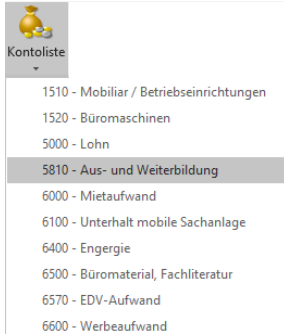 Kontoliste
1510 - Mobiliar / Betriebseinrichtungen
1520 - Büromaschinen
5000 - Lohn
5810 - Aus- und Weiterbildung
6000 - Mietaufwand
6100 - Unterhalt mobile Sachanlage
6400 - Engergie
6500 - Büromaterial, Fachliteratur
6570 - EDV-Aufwand
6600 - Werbeaufwand